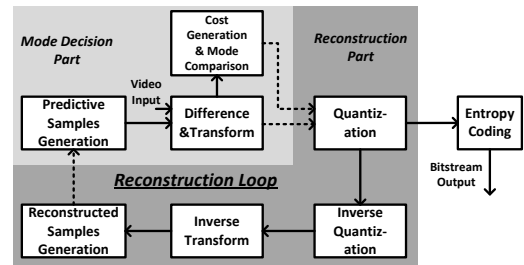 Mode Decision
Part
Cost
Generation
& Mode
Comparison
Reconstruction
Part
Video
Input
Predictive
Samples
Generation
Difference
&Transform
Quantiz-
ation
Entropy
Coding
Reconstruction Loop
Bitstream
Output
Reconstructed
Samples
Generation
Inverse
Transform
Inverse
Quantiz-
ation